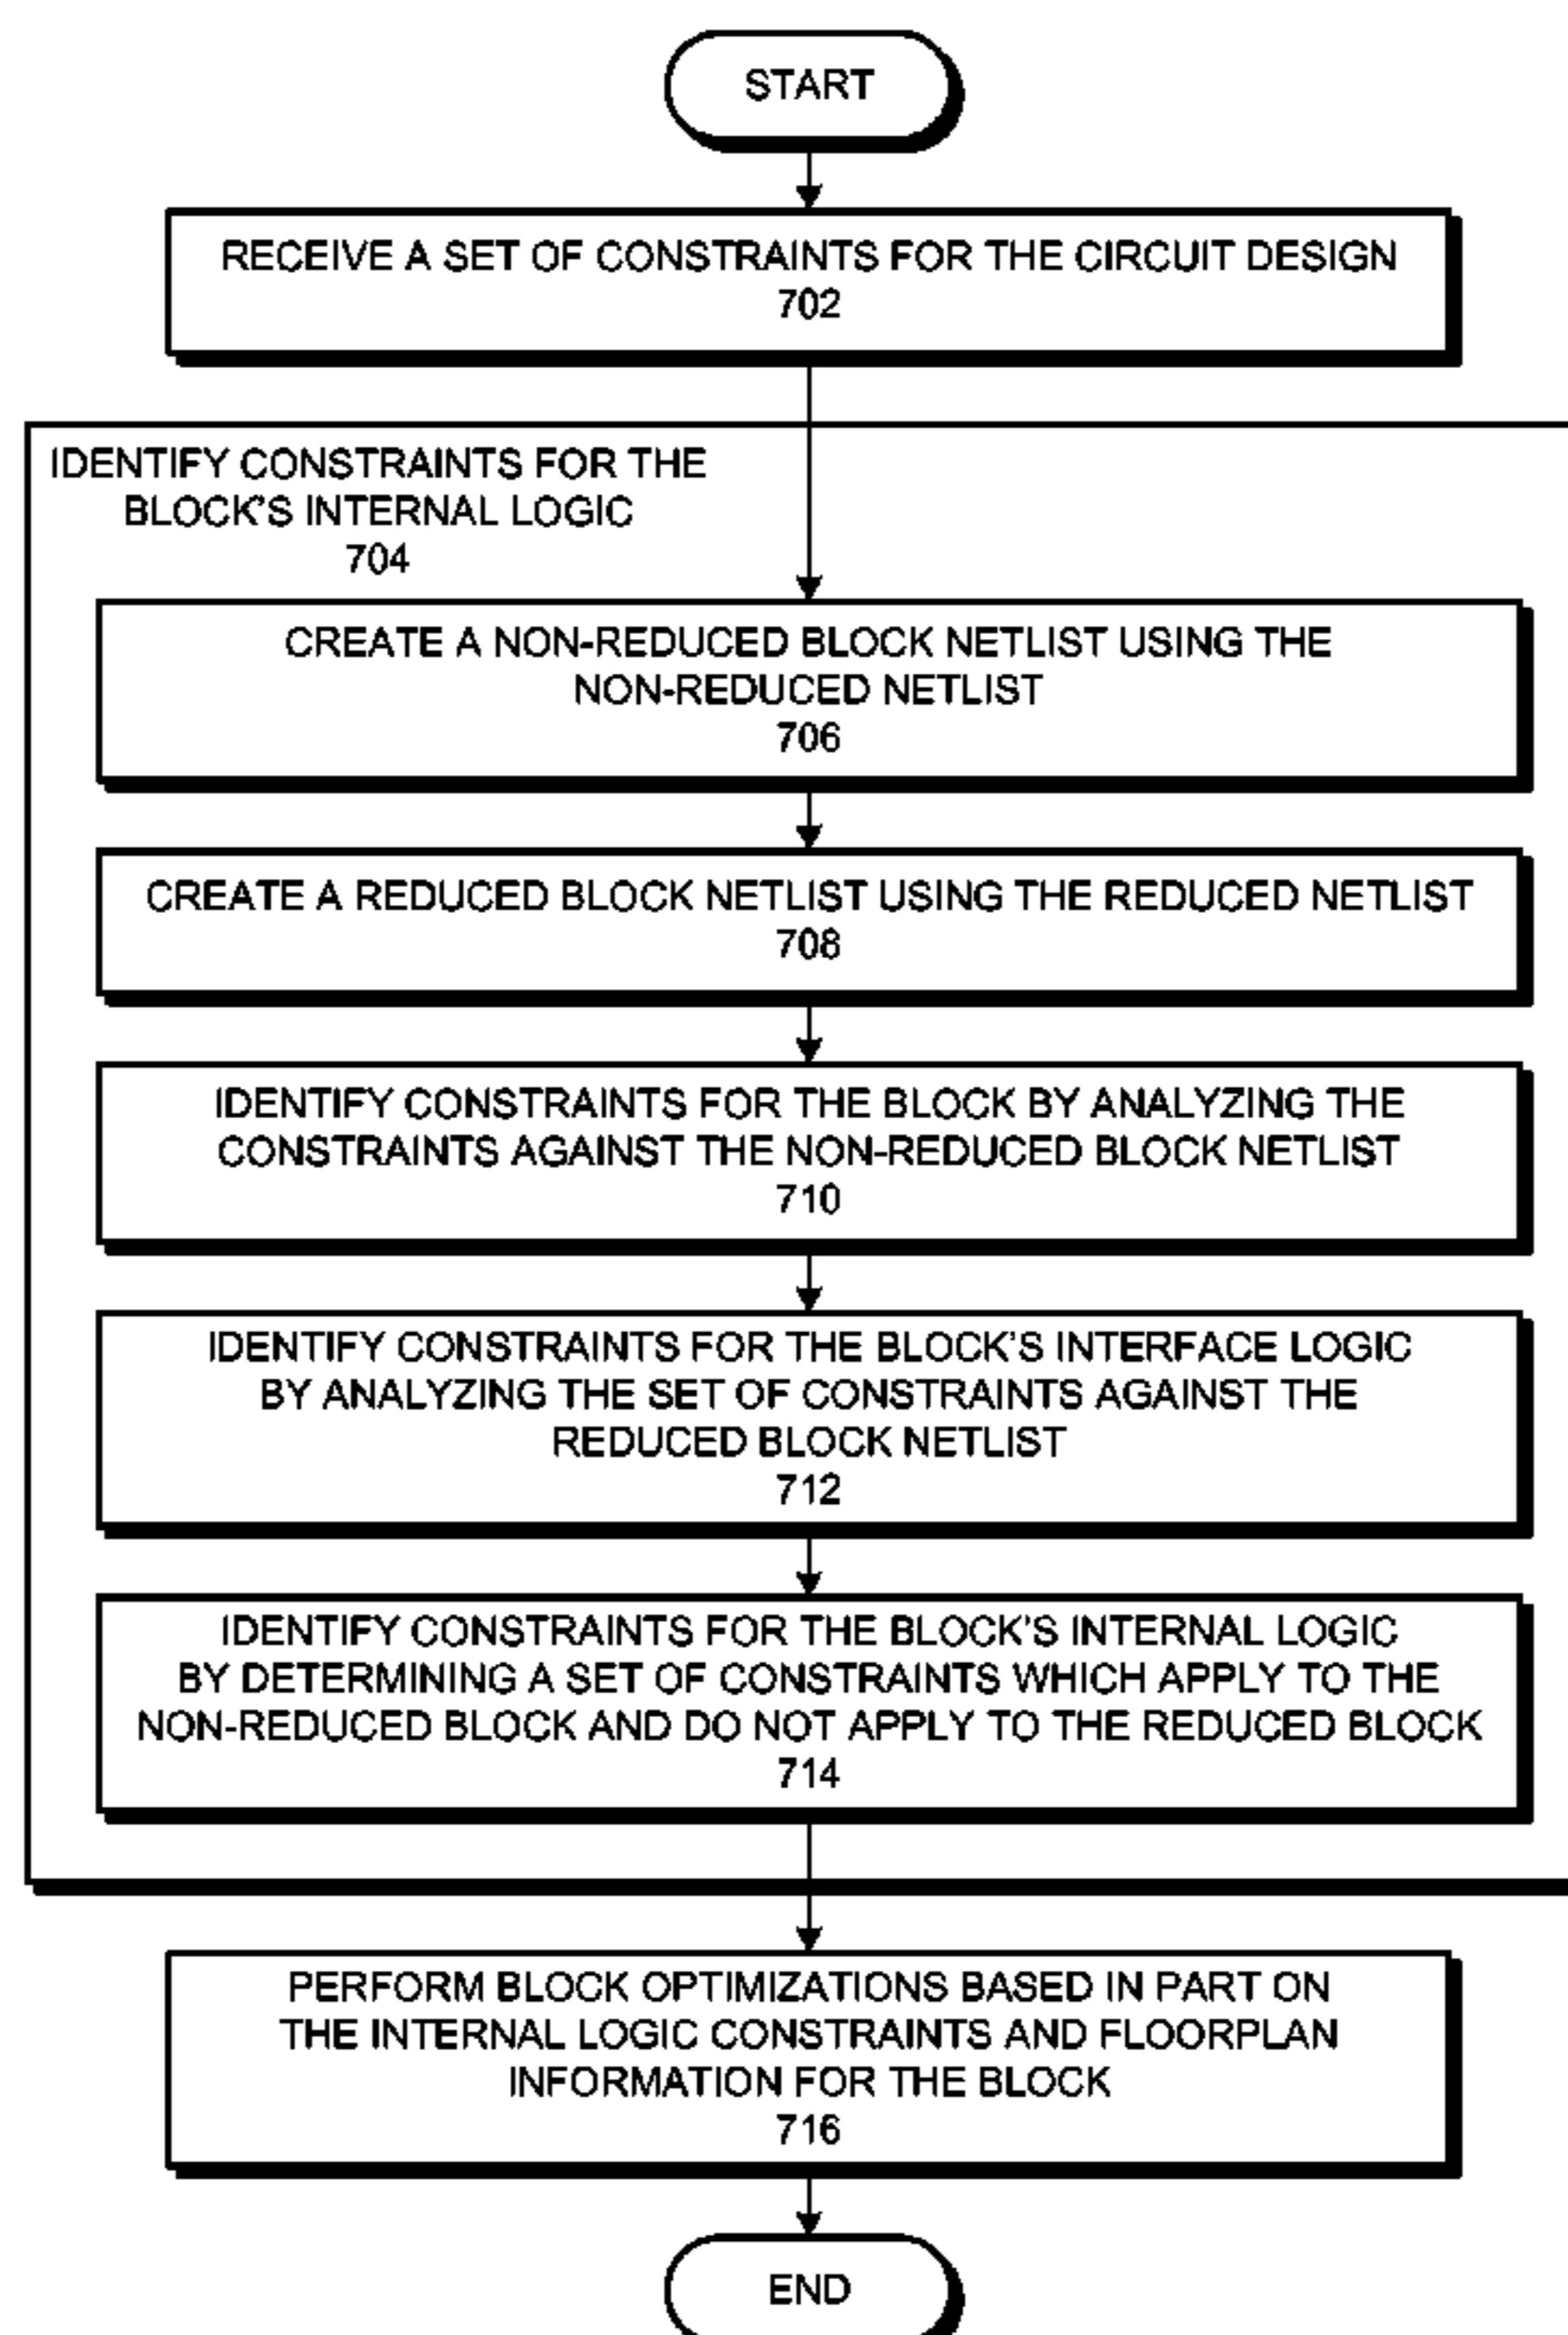 START
RECEIVE A SET OF CONSTRAINTS FOR THE CIRCUIT DESIGN
702
IDENTIFY CONSTRAINTS FOR THE
BLOCK'S INTERNAL LOGIC
704
CREATE A NON-REDUCED BLOCK NETLIST USING THE
NON-REDUCED NETLIST
706
CREATE A REDUCED BLOCK NETLIST USING THE REDUCED NETLIST
708
IDENTIFY CONSTRAINTS FOR THE BLOCK BY ANALYZING THE
CONSTRAINTS AGAINST THE NON-REDUCED BLOCK NETLIST
710
IDENTIFY CONSTRAINTS FOR THE BLOCK'S INTERFACE LOGIC
BY ANALYZING THE SET OF CONSTRAINTS AGAINST THE
REDUCED BLOCK NETLIST
712
IDENTIFY CONSTRAINTS FOR THE BLOCK'S INTERNAL LOGIC
BY DETERMINING A SET OF CONSTRAINTS WHICH APPLY TO THE
NON-REDUCED BLOCK AND DO NOT APPLY TO THE REDUCED BLOCK
714
PERFORM BLOCK OPTIMIZATIONS BASED IN PART ON
THE INTERNAL LOGIC CONSTRAINTS AND FLOORPLAN
INFORMATION FOR THE BLOCK
716
END